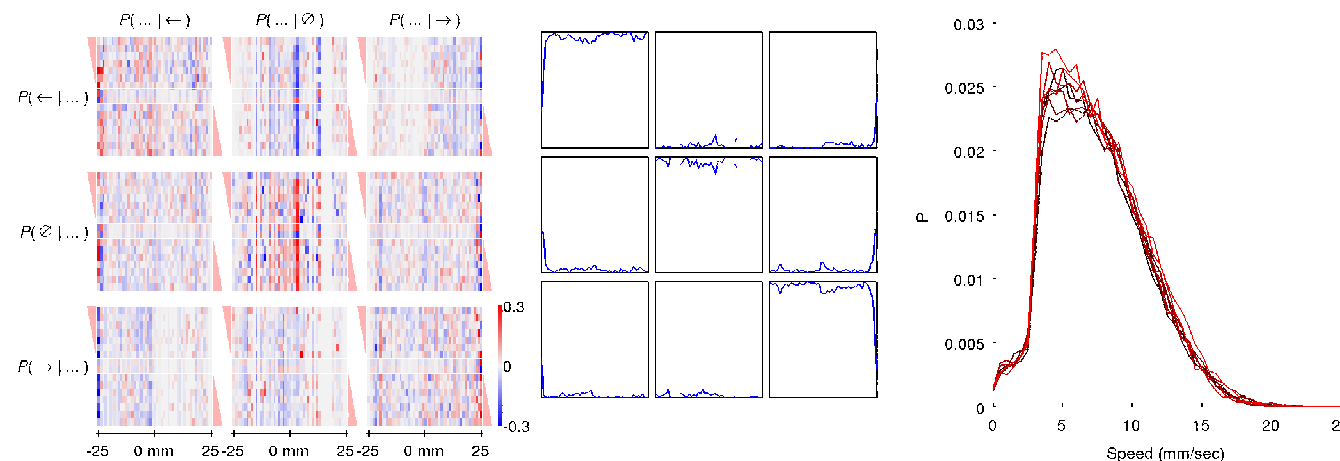 P( ... | ← ) P( ... | ∅ ) P( ... | → )
P( ← | ... )
P( ∅ | ... )
P( → | ... )
0.3
0
-0.3
-25 0 mm 25 -25 0 mm 25 -25 0 mm 25
0.03
0.025
0.02
0.015
0.01
0.005
0
P
0 5 10 15 20 2
Speed (mm/sec)